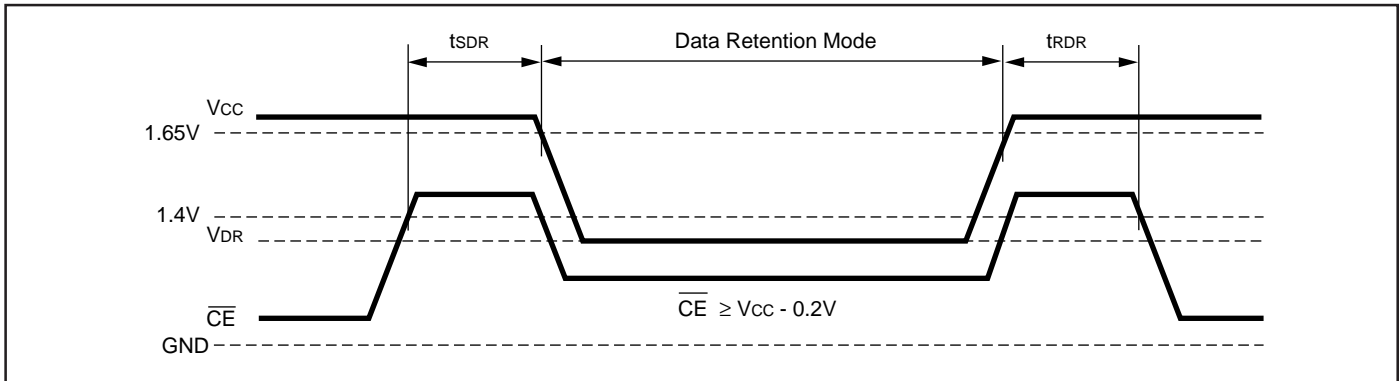 tSDR Data Retention Mode tRDR
VCC
1.65V
1.4V
VDR
CE ≥ VCC - 0.2V
CE
GND